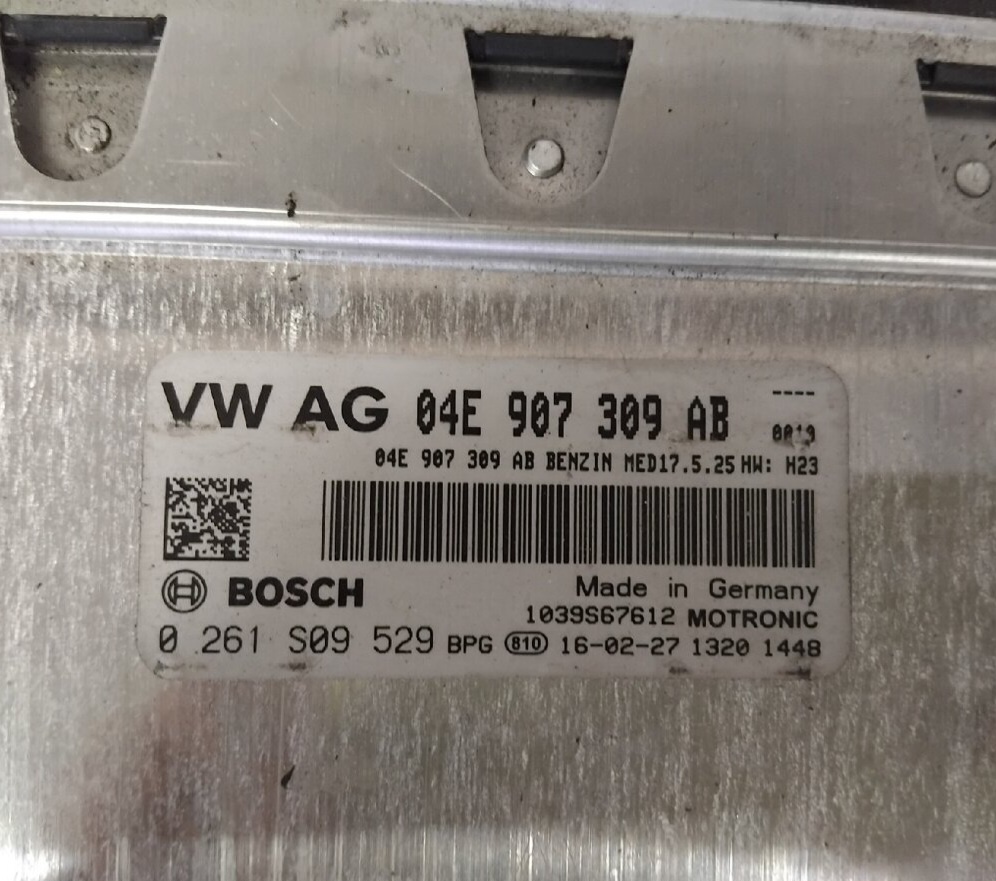 VW AG 04E 907 309 AB ----
0019
04E 907 309 AB BENZIN MED17.5.25 HW: H23
BOSCH Made in Germany
1039S67612 MOTRONIC
0 261 S09 529 BPG 810 16-02-27 1320 1448